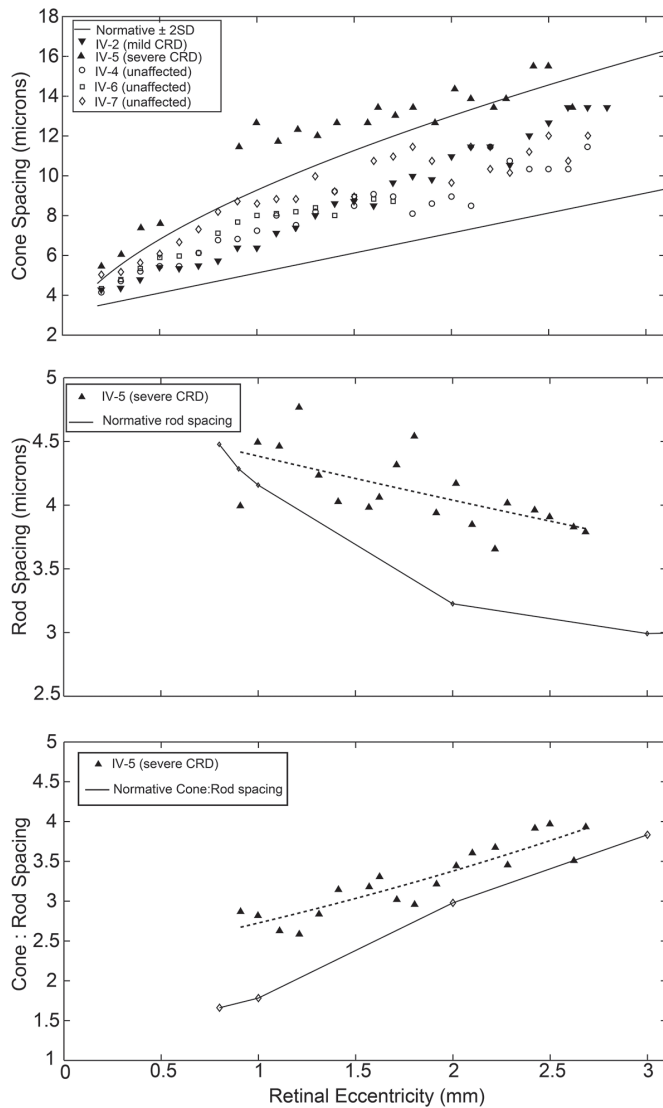 18
16
14
12
10
8
6
4
2
Cone Spacing (microns)
Normative ± 2SD
IV-2 (mild CRD)
IV-5 (severe CRD)
IV-4 (unaffected)
IV-6 (unaffected)
IV-7 (unaffected)
5
4.5
4
3.5
3
2.5
Rod Spacing (microns)
IV-5 (severe CRD)
Normative rod spacing
5
4.5
4
3.5
3
2.5
2
1.5
1
Cone : Rod Spacing
IV-5 (severe CRD)
Normative Cone:Rod spacing
0 0.5 1 1.5 2 2.5 3
Retinal Eccentricity (mm)